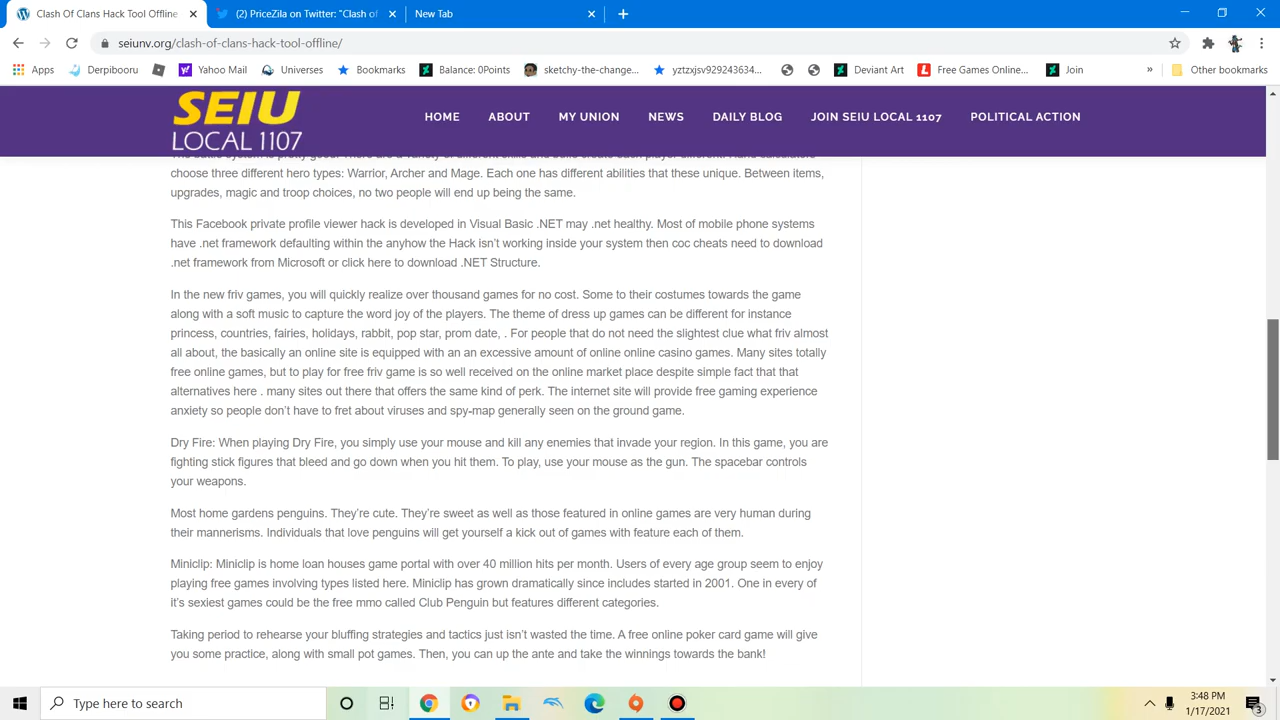 Clash Of Clans Hack Tool Offline
(2) PriceZila on Twitter: "Clash of
New Tab
seiunv.org/clash-of-clans-hack-tool-offline/
Apps Derpibooru Yahoo Mail Universes Bookmarks Balance: 0Points sketchy-the-change... yztzxjsv929243634... Deviant Art Free Games Online... Join » Other bookmarks
SEIU
LOCAL 1107
HOME ABOUT MY UNION NEWS DAILY BLOG JOIN SEIU LOCAL 1107 POLITICAL ACTION
choose three different hero types: Warrior, Archer and Mage. Each one has different abilities that these unique. Between items,
upgrades, magic and troop choices, no two people will end up being the same.
This Facebook private profile viewer hack is developed in Visual Basic .NET may .net healthy. Most of mobile phone systems
have .net framework defaulting within the anyhow the Hack isn't working inside your system then coc cheats need to download
.net framework from Microsoft or click here to download .NET Structure.
In the new friv games, you will quickly realize over thousand games for no cost. Some to their costumes towards the game
along with a soft music to capture the word joy of the players. The theme of dress up games can be different for instance
princess, countries, fairies, holidays, rabbit, pop star, prom date, . For people that do not need the slightest clue what friv almost
all about, the basically an online site is equipped with an an excessive amount of online online casino games. Many sites totally
free online games, but to play for free friv game is so well received on the online market place despite simple fact that that
alternatives here . many sites out there that offers the same kind of perk. The internet site will provide free gaming experience
anxiety so people don't have to fret about viruses and spy-map generally seen on the ground game.
Dry Fire: When playing Dry Fire, you simply use your mouse and kill any enemies that invade your region. In this game, you are
fighting stick figures that bleed and go down when you hit them. To play, use your mouse as the gun. The spacebar controls
your weapons.
Most home gardens penguins. They're cute. They're sweet as well as those featured in online games are very human during
their mannerisms. Individuals that love penguins will get yourself a kick out of games with feature each of them.
Miniclip: Miniclip is home loan houses game portal with over 40 million hits per month. Users of every age group seem to enjoy
playing free games involving types listed here. Miniclip has grown dramatically since includes started in 2001. One in every of
it's sexiest games could be the free mmo called Club Penguin but features different categories.
Taking period to rehearse your bluffing strategies and tactics just isn't wasted the time. A free online poker card game will give
you some practice, along with small pot games. Then, you can up the ante and take the winnings towards the bank!
Type here to search
3:48 PM
1/17/2021
3